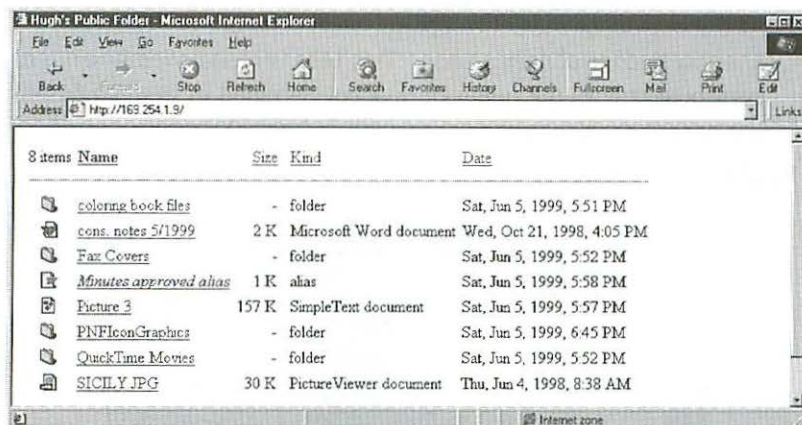 Hugh's Public Folder - Microsoft Internet Explorer
File Edit View Go Favorites Help
Back Forward Stop Refresh Home Search Favorites History Channels Fullscreen Mail Print Edit
Address http://169.254.1.9/ Links
8 items Name Size Kind Date
coloring book files - folder Sat, Jun 5, 1999, 5:51 PM
cons. notes 5/1999 2 K Microsoft Word document Wed, Oct 21, 1998, 4:05 PM
Fax Covers - folder Sat, Jun 5, 1999, 5:52 PM
Minutes approved alias 1 K alias Sat, Jun 5, 1999, 5:58 PM
Picture 3 157 K SimpleText document Sat, Jun 5, 1999, 5:57 PM
PNFIconGraphics - folder Sat, Jun 5, 1999, 6:45 PM
QuickTime Movies - folder Sat, Jun 5, 1999, 5:52 PM
SICILY JPG 30 K PictureViewer document Thu, Jun 4, 1998, 8:38 AM
Internet zone